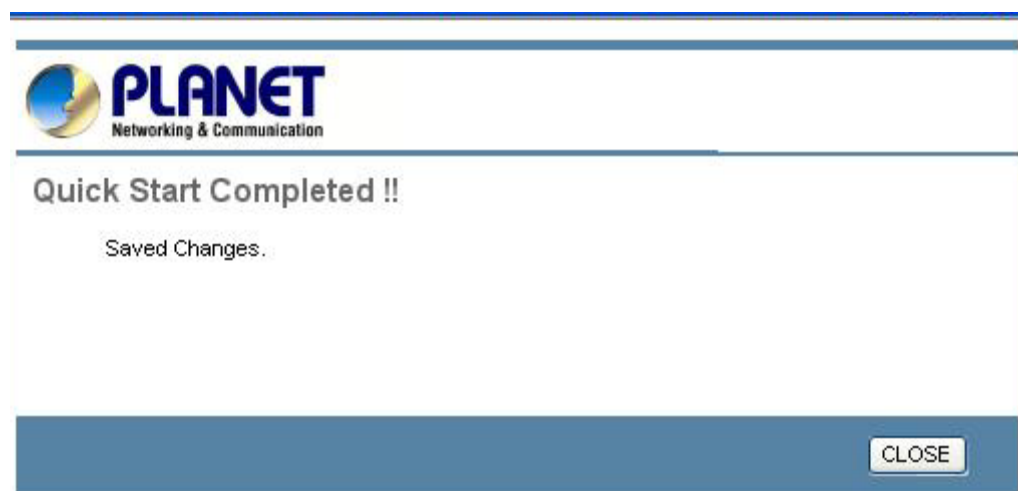 PLANET
Networking & Communication
Quick Start Completed !!
Saved Changes.
CLOSE